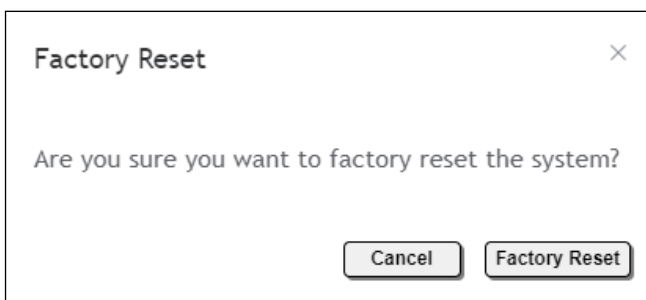 Factory Reset
Are you sure you want to factory reset the system?
Cancel Factory Reset